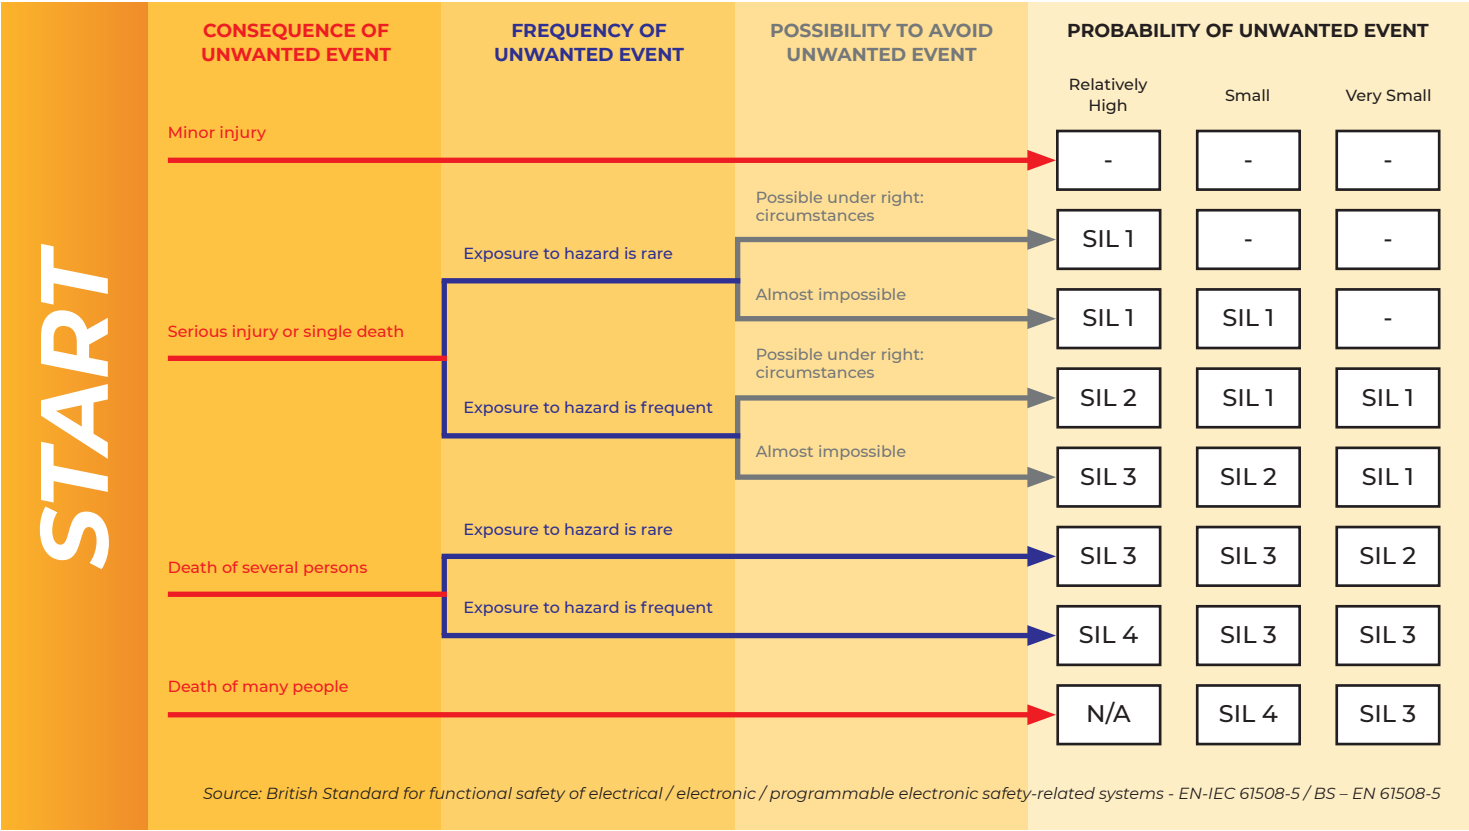 START
CONSEQUENCE OF
UNWANTED EVENT
FREQUENCY OF
UNWANTED EVENT
POSSIBILITY TO AVOID
UNWANTED EVENT
PROBABILITY OF UNWANTED EVENT
Relatively
High
Small
Very Small
Minor injury
- - -
Possible under right:
circumstances
SIL 1 - -
Exposure to hazard is rare
Almost impossible
SIL 1 SIL 1 -
Serious injury or single death
Possible under right:
circumstances
SIL 2 SIL 1 SIL 1
Exposure to hazard is frequent
Almost impossible
SIL 3 SIL 2 SIL 1
Exposure to hazard is rare
SIL 3 SIL 3 SIL 2
Death of several persons
Exposure to hazard is frequent
SIL 4 SIL 3 SIL 3
Death of many people
N/A SIL 4 SIL 3
Source: British Standard for functional safety of electrical / electronic / programmable electronic safety-related systems - EN-IEC 61508-5 / BS – EN 61508-5